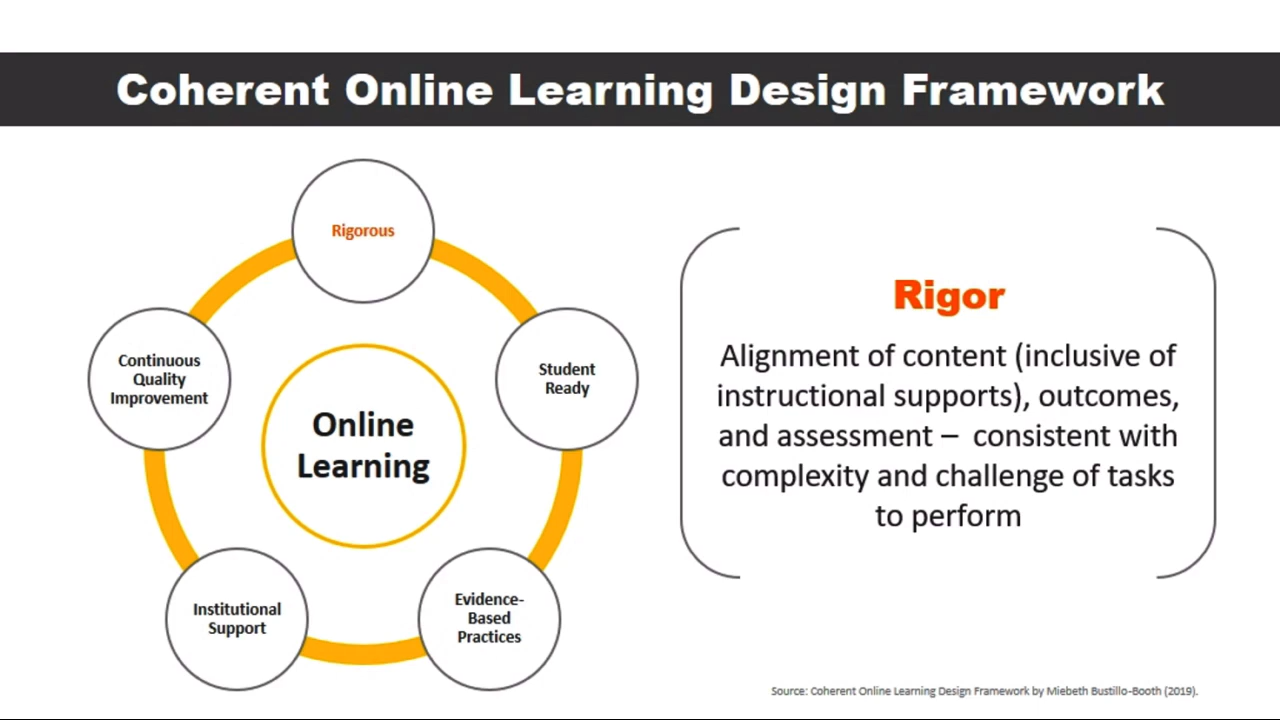 Coherent Online Learning Design Framework
Rigorous
Student
Ready
Evidence-
Based
Practices
Institutional
Support
Continuous
Quality
Improvement
Online
Learning
Rigor
Alignment of content (inclusive of
instructional supports), outcomes,
and assessment – consistent with
complexity and challenge of tasks
to perform
Source: Coherent Online Learning Design Framework by Miebeth Bustillo-Booth (2019).